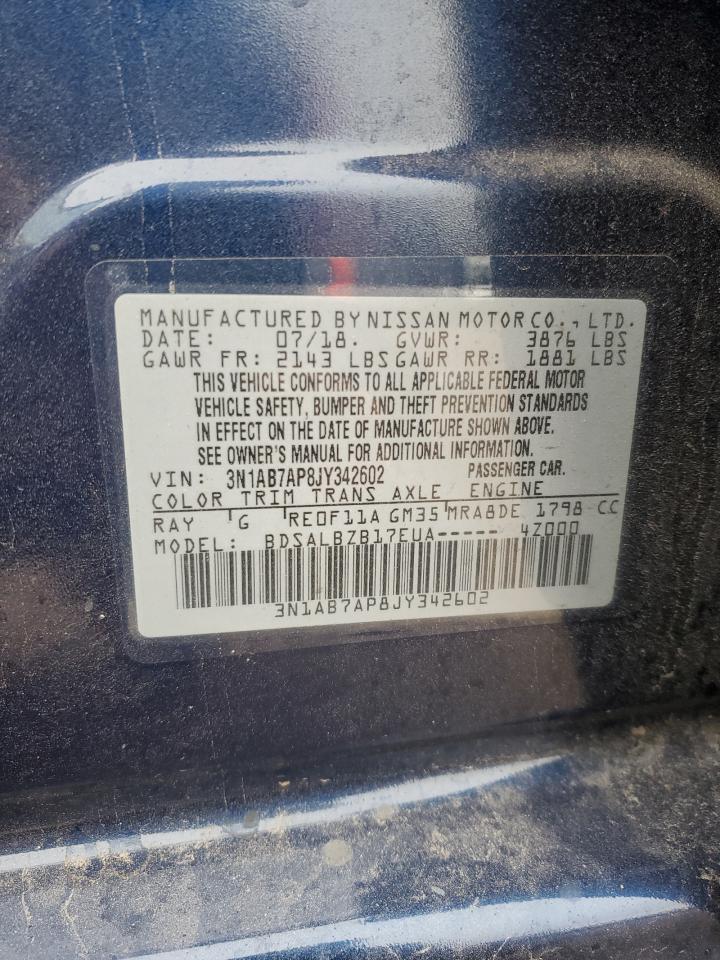 MANUFACTURED BY NISSAN MOTOR CO., LTD.
DATE: 07/18. GVWR: 3876 LBS
GAWR FR: 2143 LBS GAWR RR: 1881 LBS
THIS VEHICLE CONFORMS TO ALL APPLICABLE FEDERAL MOTOR
VEHICLE SAFETY, BUMPER AND THEFT PREVENTION STANDARDS
IN EFFECT ON THE DATE OF MANUFACTURE SHOWN ABOVE.
SEE OWNER'S MANUAL FOR ADDITIONAL INFORMATION.
VIN: 3N1AB7AP8JY342602 PASSENGER CAR.
COLOR TRIM TRANS AXLE ENGINE
RAY G RE0F11A GM35 MRA8DE 1798 CC
MODEL: BDSALBZB17EUA----- 4Z000
3N1AB7AP8JY342602